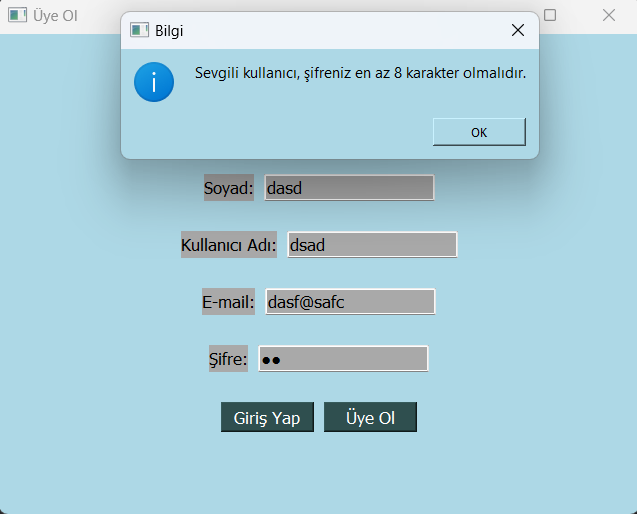 Üye Ol
Bilgi
Sevgili kullanıcı, şifreniz en az 8 karakter olmalıdır.
OK
Soyad: dasd
Kullanıcı Adı: dsad
E-mail: dasf@safc
Şifre: ●●
Giriş Yap Üye Ol